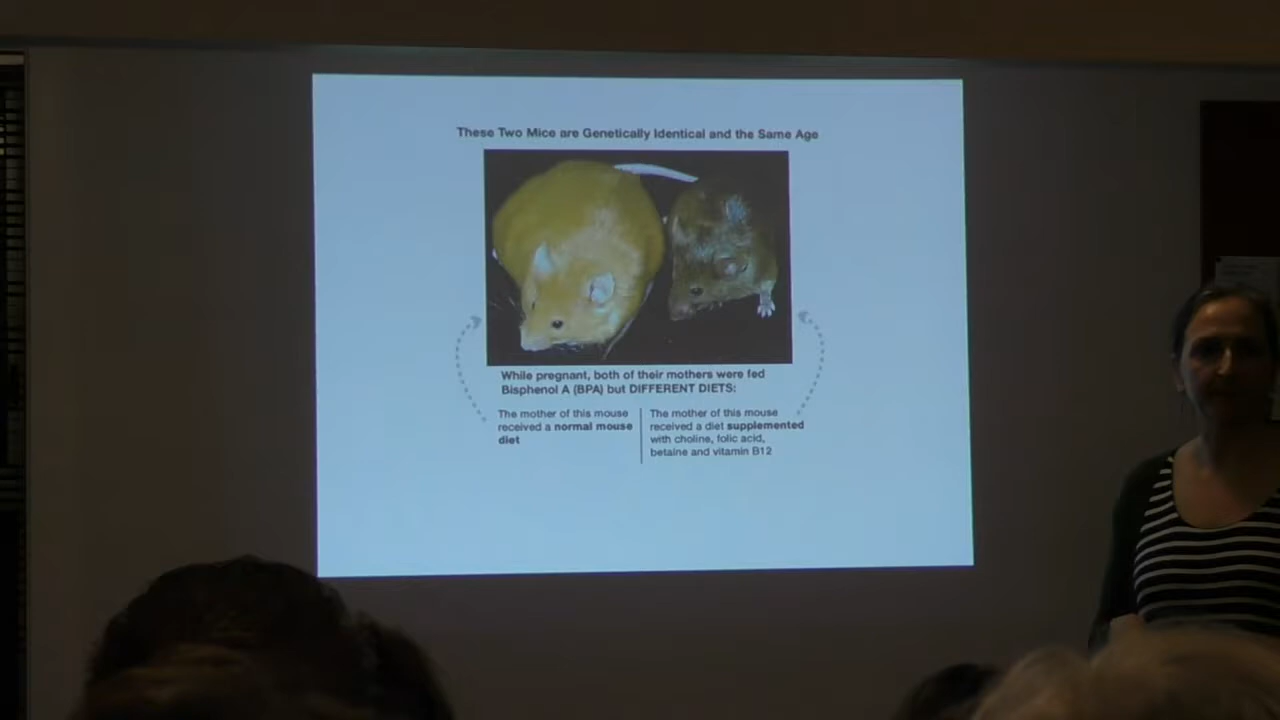 These Two Mice are Genetically Identical and the Same Age
While pregnant, both of their mothers were fed
Bisphenol A (BPA) but DIFFERENT DIETS:
The mother of this mouse
received a normal mouse
diet
The mother of this mouse
received a diet supplemented
with choline, folic acid,
betaine and vitamin B12